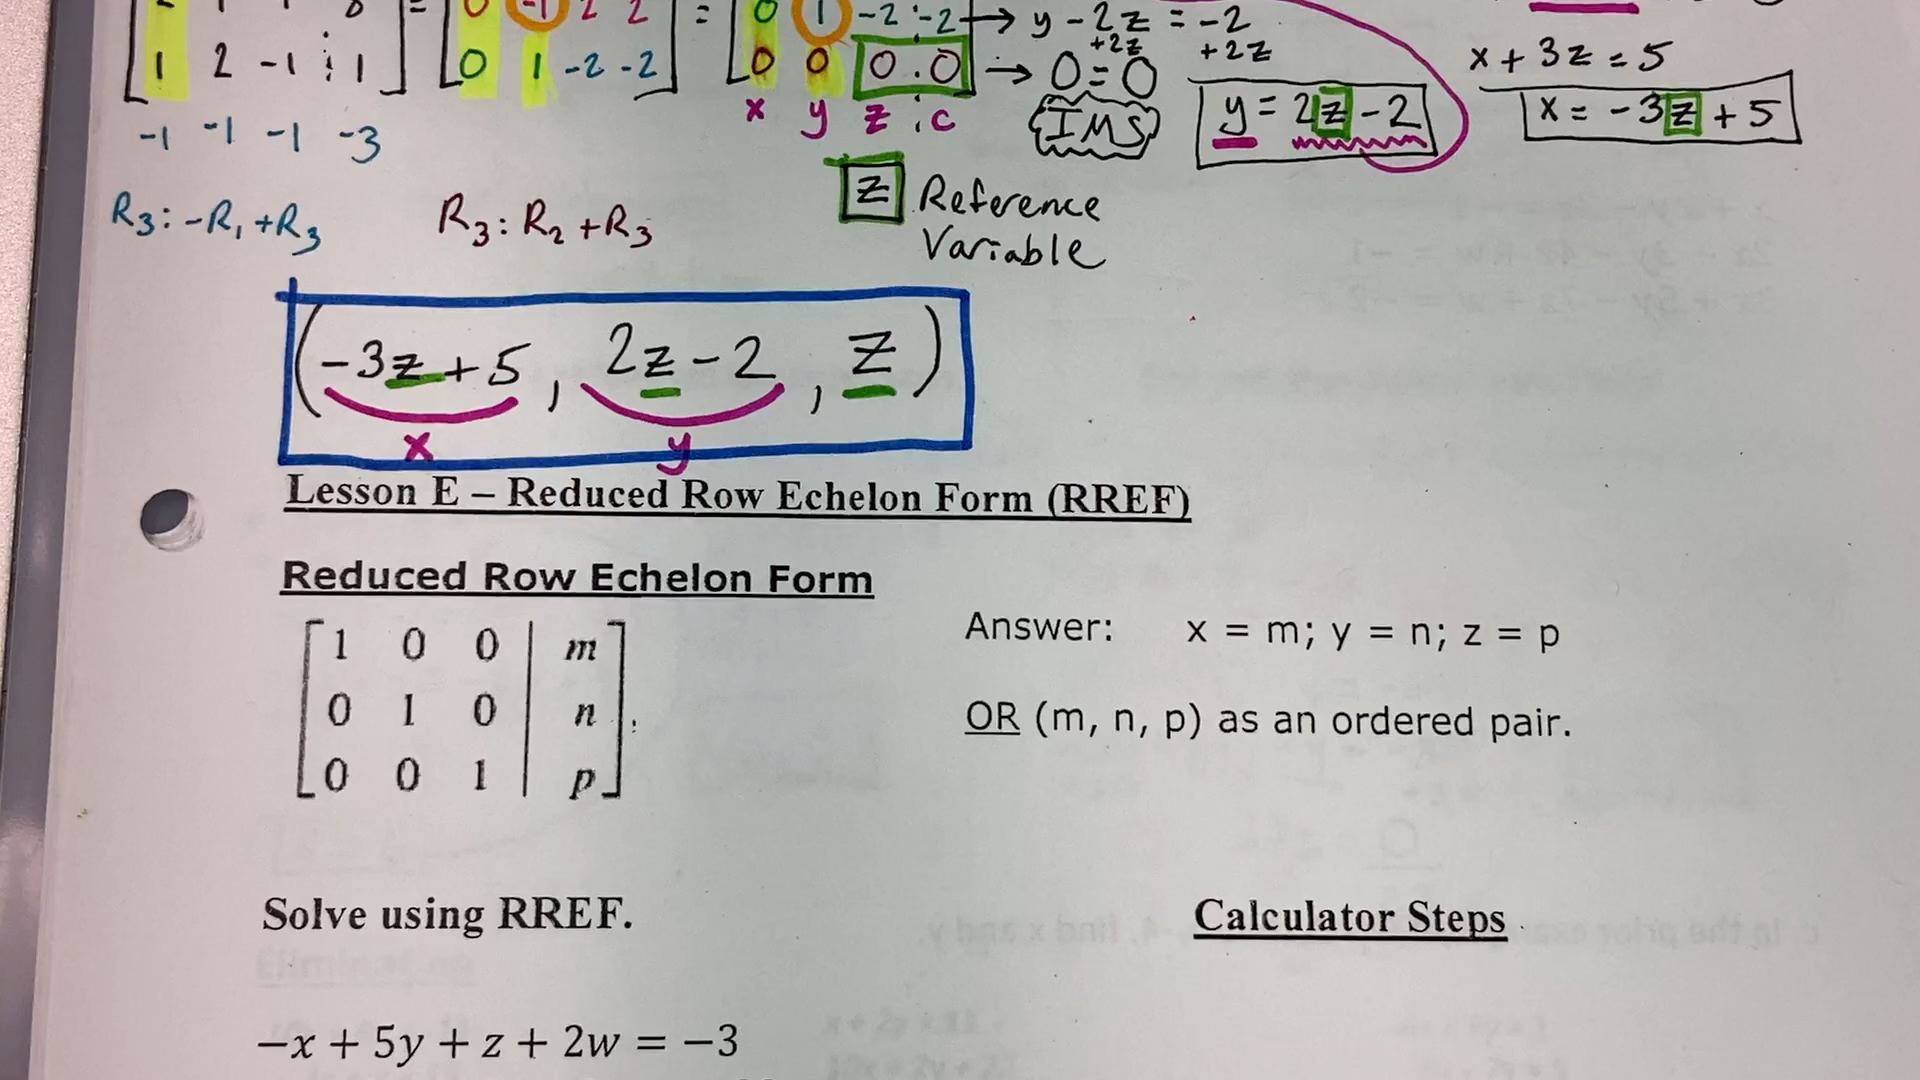 0 -1 2 2
= 0 1 -2 -2 → y - 2z = -2
+2z +2z
1 2 -1 1
0 1 -2 -2
0 0 0 0 → 0 = 0
x + 3z = 5
x y z c
IMS
y = 2z - 2
x = -3z + 5
-1 -1 -1 -3
z Reference
Variable
R3: -R1 + R3
R3: R2 + R3
(-3z + 5, 2z - 2, z)
x y
Lesson E – Reduced Row Echelon Form (RREF)
Reduced Row Echelon Form
1 0 0 | m
0 1 0 | n
0 0 1 | p
Answer: x = m; y = n; z = p
OR (m, n, p) as an ordered pair.
Solve using RREF.
Calculator Steps
−x + 5y + z + 2w = −3